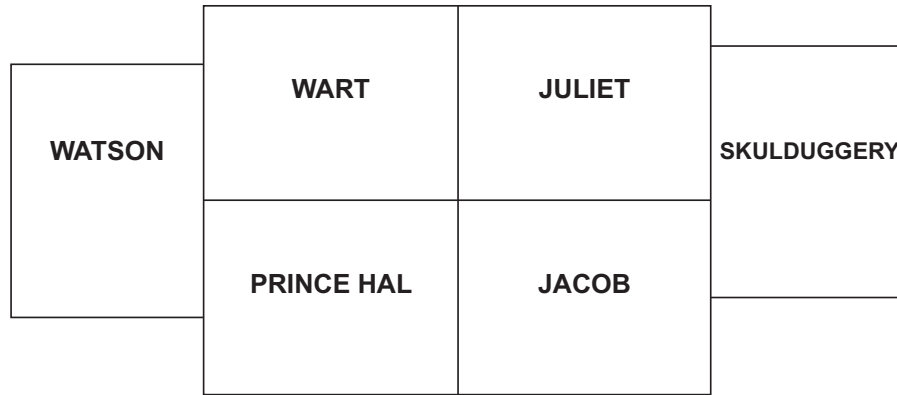 WART
JULIET
WATSON
SKULDUGGERY
PRINCE HAL
JACOB